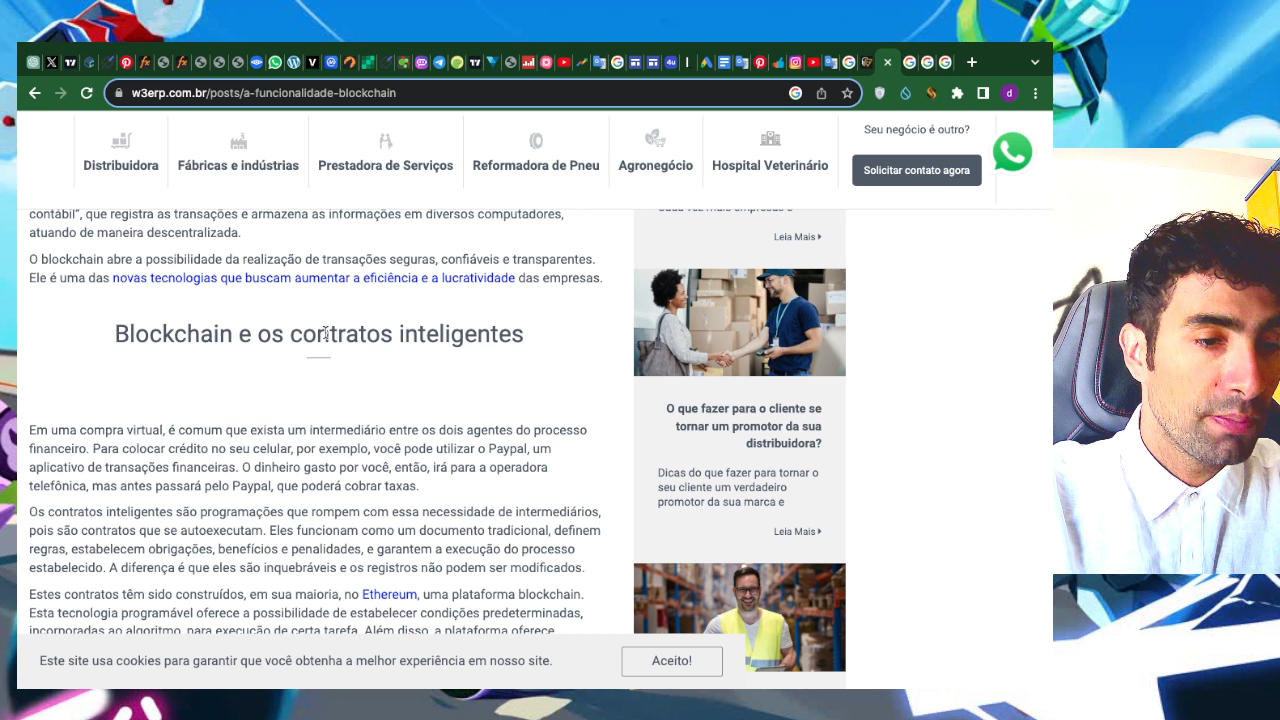 w3erp.com.br/posts/a-funcionalidade-blockchain
d
Distribuidora
Fábricas e indústrias
Prestadora de Serviços
Reformadora de Pneu
Agronegócio
Hospital Veterinário
Seu negócio é outro?
Solicitar contato agora
contábil", que registra as transações e armazena as informações em diversos computadores,
atuando de maneira descentralizada.
O blockchain abre a possibilidade da realização de transações seguras, confiáveis e transparentes.
Ele é uma das novas tecnologias que buscam aumentar a eficiência e a lucratividade das empresas.
Blockchain e os contratos inteligentes
Em uma compra virtual, é comum que exista um intermediário entre os dois agentes do processo
financeiro. Para colocar crédito no seu celular, por exemplo, você pode utilizar o Paypal, um
aplicativo de transações financeiras. O dinheiro gasto por você, então, irá para a operadora
telefônica, mas antes passará pelo Paypal, que poderá cobrar taxas.
Os contratos inteligentes são programações que rompem com essa necessidade de intermediários,
pois são contratos que se autoexecutam. Eles funcionam como um documento tradicional, definem
regras, estabelecem obrigações, benefícios e penalidades, e garantem a execução do processo
estabelecido. A diferença é que eles são inquebráveis e os registros não podem ser modificados.
Estes contratos têm sido construídos, em sua maioria, no Ethereum, uma plataforma blockchain.
Esta tecnologia programável oferece a possibilidade de estabelecer condições predeterminadas,
incorporadas ao algoritmo, para execução de certa tarefa. Além disso, a plataforma oferece
Cada vez mais empresas e
Leia Mais
O que fazer para o cliente se
tornar um promotor da sua
distribuidora?
Dicas do que fazer para tornar o
seu cliente um verdadeiro
promotor da sua marca e
Leia Mais
Este site usa cookies para garantir que você obtenha a melhor experiência em nosso site.
Aceito!